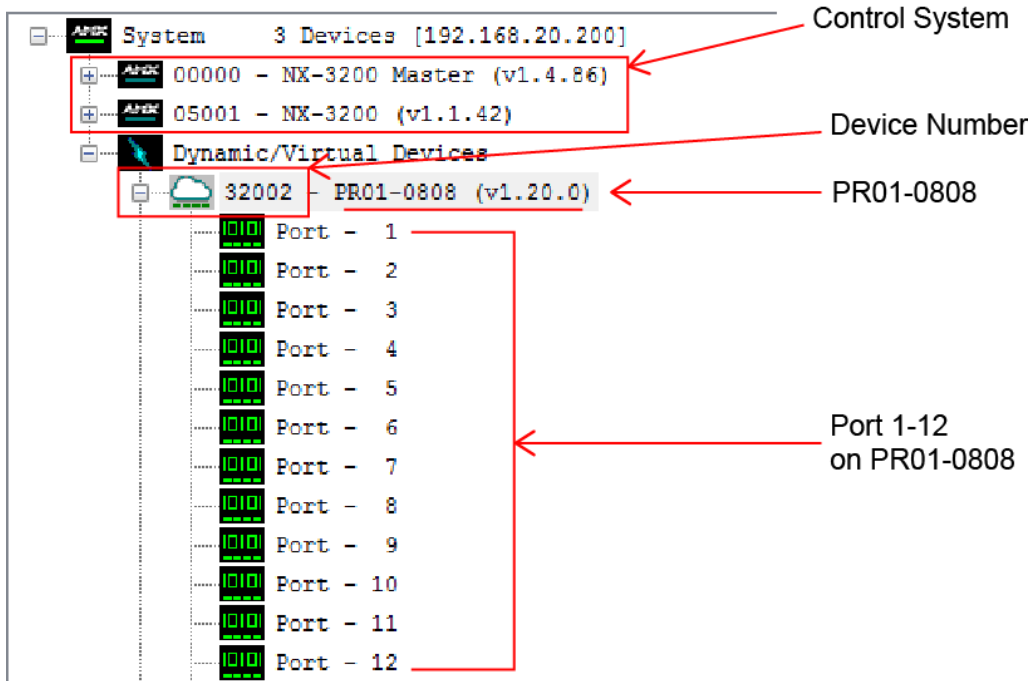 Control System
AMX System 3 Devices [192.168.20.200]
AMX 00000 - NX-3200 Master (v1.4.86)
AMX 05001 - NX-3200 (v1.1.42)
Device Number
Dynamic/Virtual Devices
32002 - PR01-0808 (v1.20.0)
PR01-0808
Port - 1
Port - 2
Port - 3
Port - 4
Port - 5
Port - 6
Port 1-12
on PR01-0808
Port - 7
Port - 8
Port - 9
Port - 10
Port - 11
Port - 12